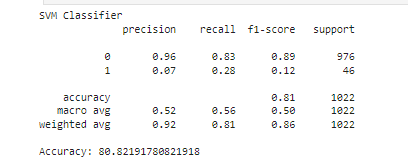 SVM Classifier
precision recall f1-score support
0 0.96 0.83 0.89 976
1 0.07 0.28 0.12 46
accuracy 0.81 1022
macro avg 0.52 0.56 0.50 1022
weighted avg 0.92 0.81 0.86 1022
Accuracy: 80.82191780821918